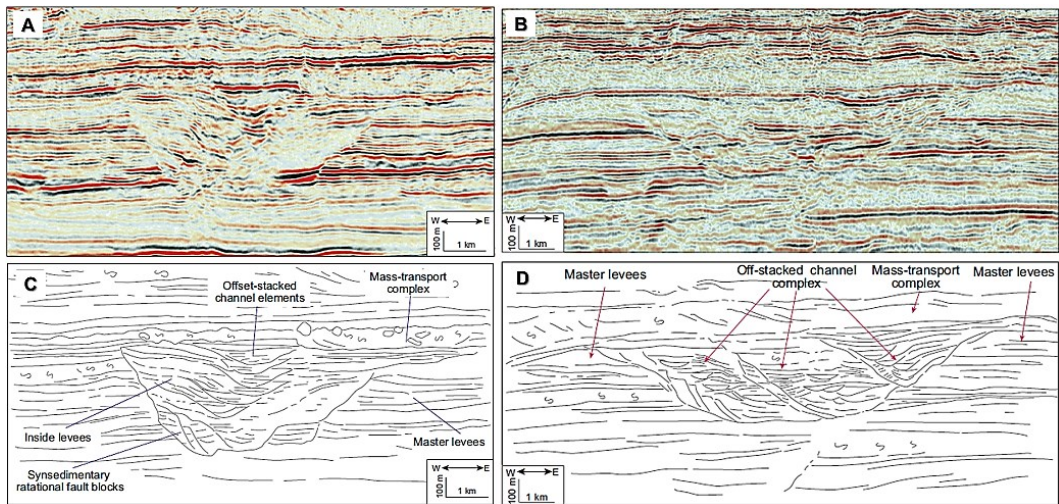 A
W E
100 m
1 km
B
W E
100 m
1 km
C
Offset-stacked
channel elements
Mass-transport
complex
Inside levees
Synsedimentary
ratational fault blocks
Master levees
W E
100 m
1 km
D
Master levees
Off-stacked channel
complex
Mass-transport
complex
Master levees
W E
100 m
1 km